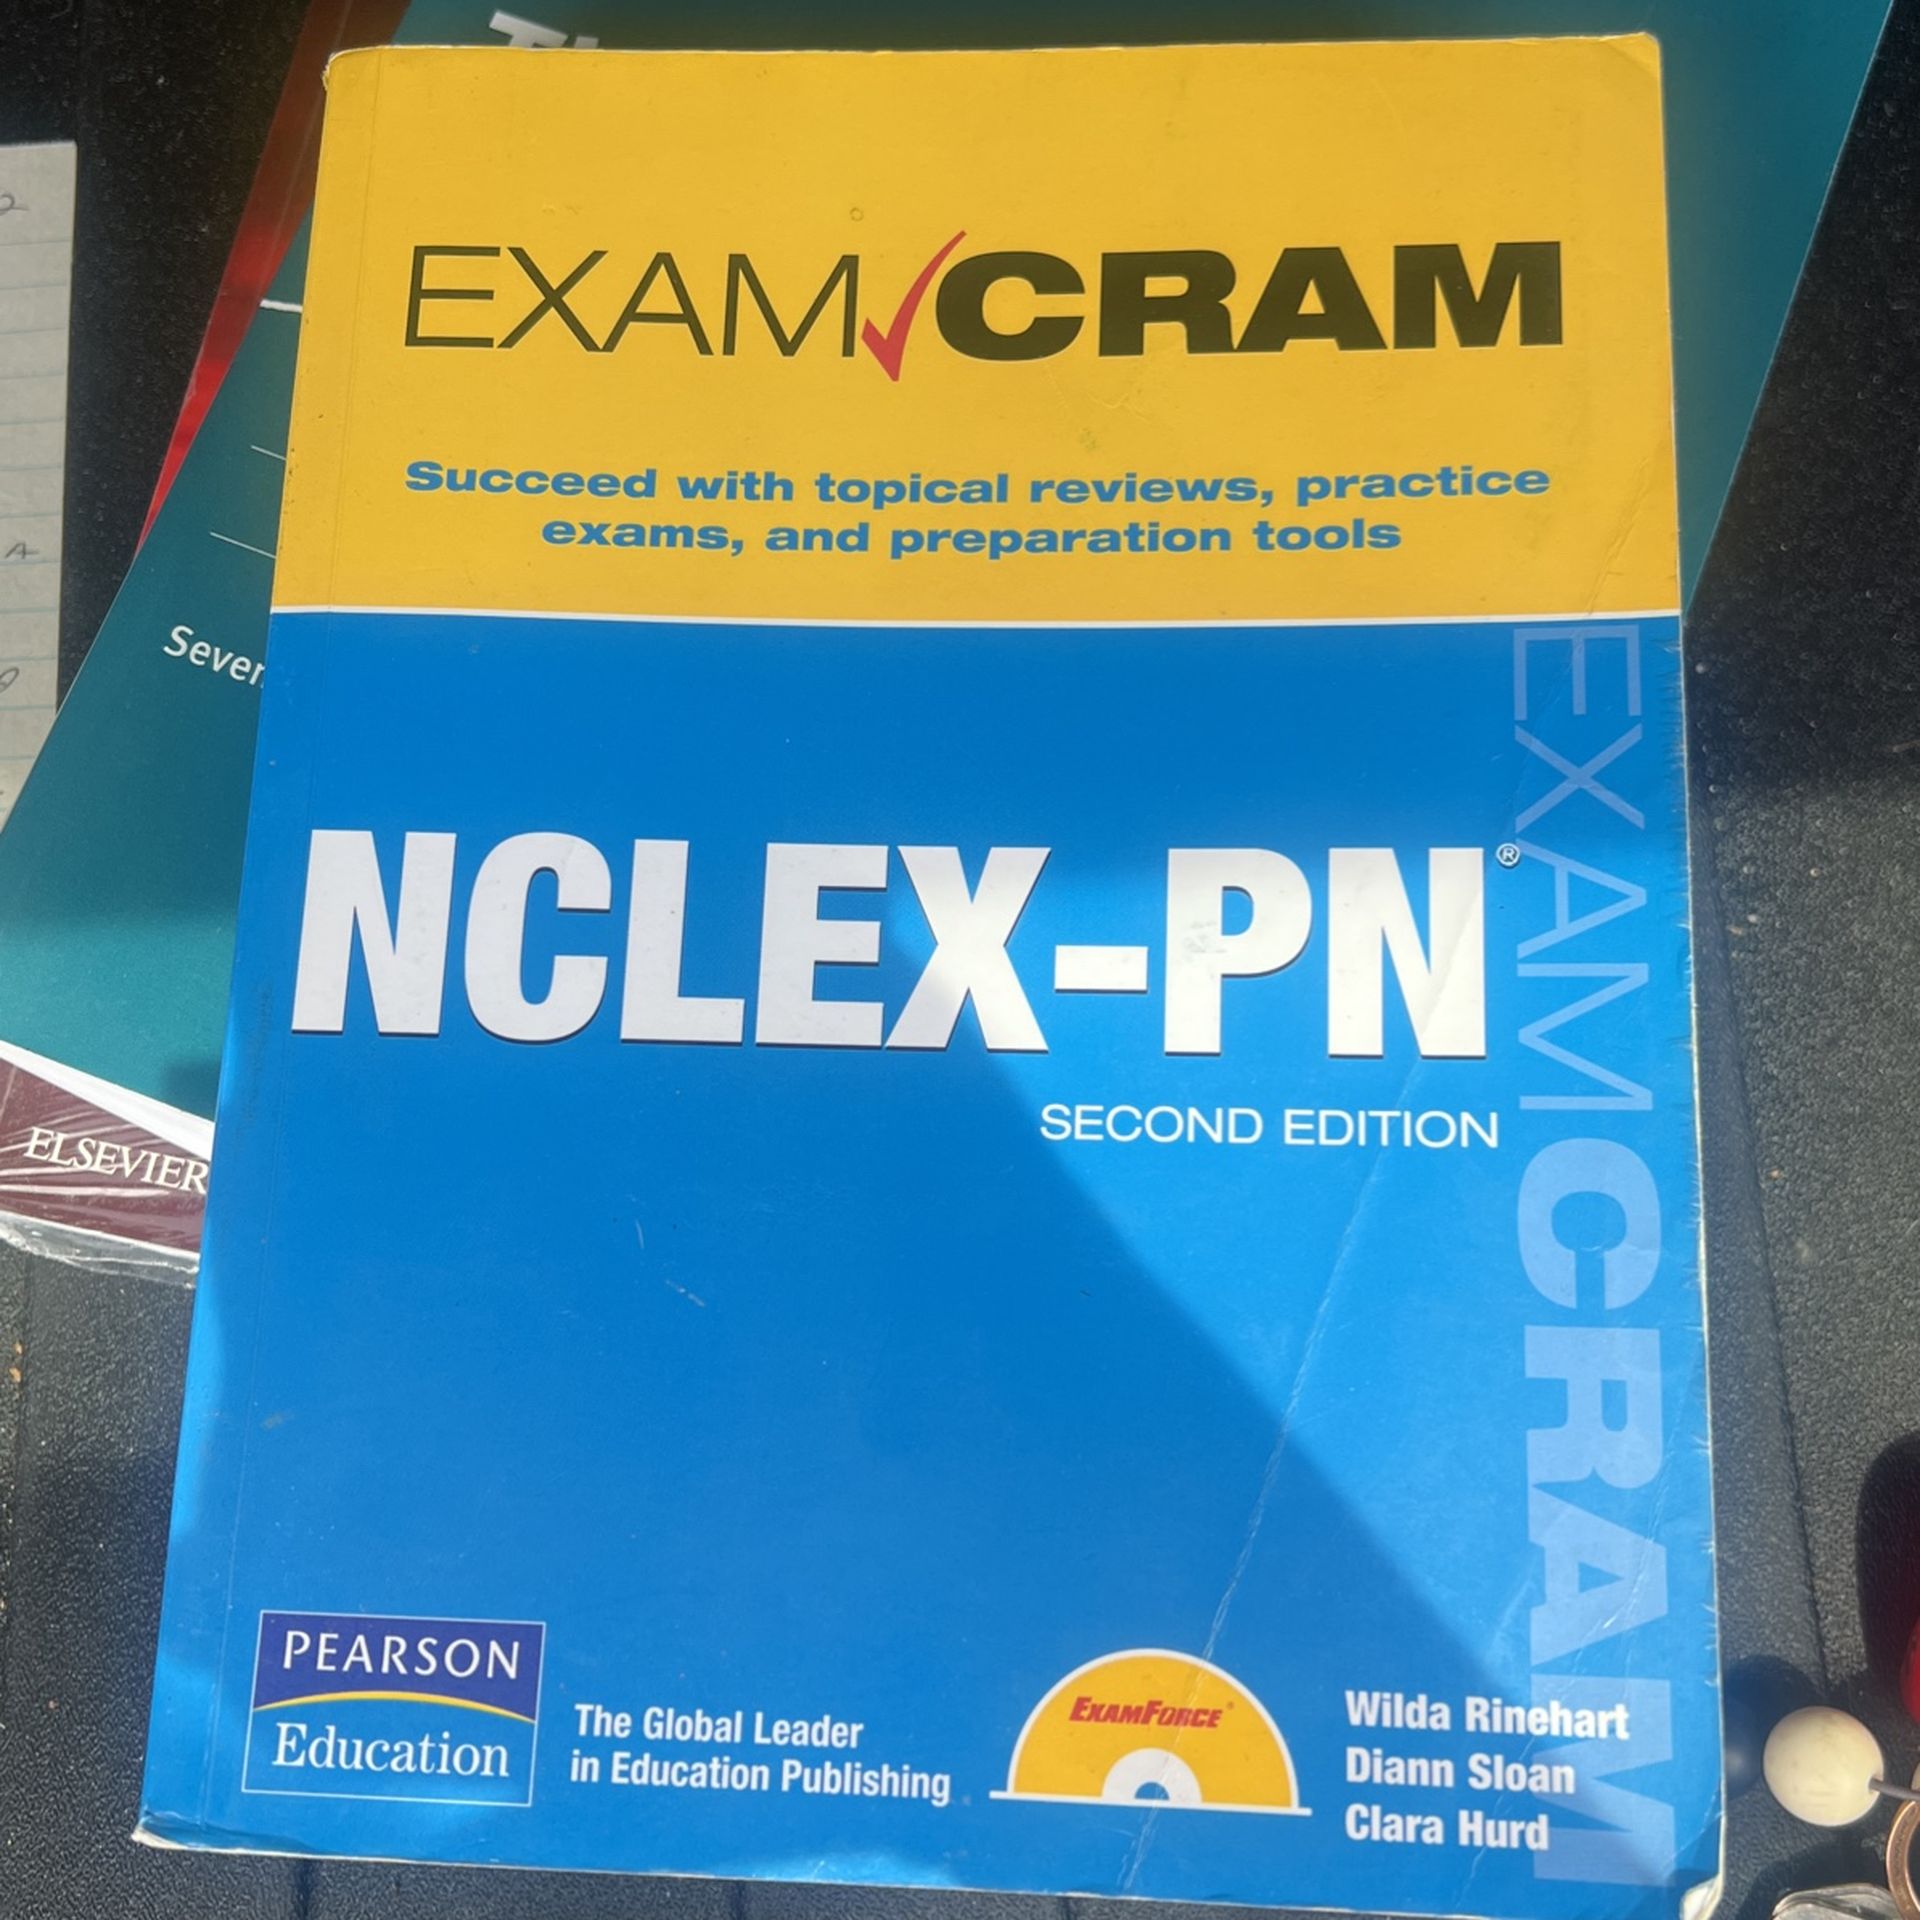 EXAM CRAM
Succeed with topical reviews, practice
exams, and preparation tools
NCLEX-PN®
SECOND EDITION
EXAM CRAM
PEARSON
Education
The Global Leader
in Education Publishing
EXAMFORCE®
Wilda Rinehart
Diann Sloan
Clara Hurd
ELSEVIER